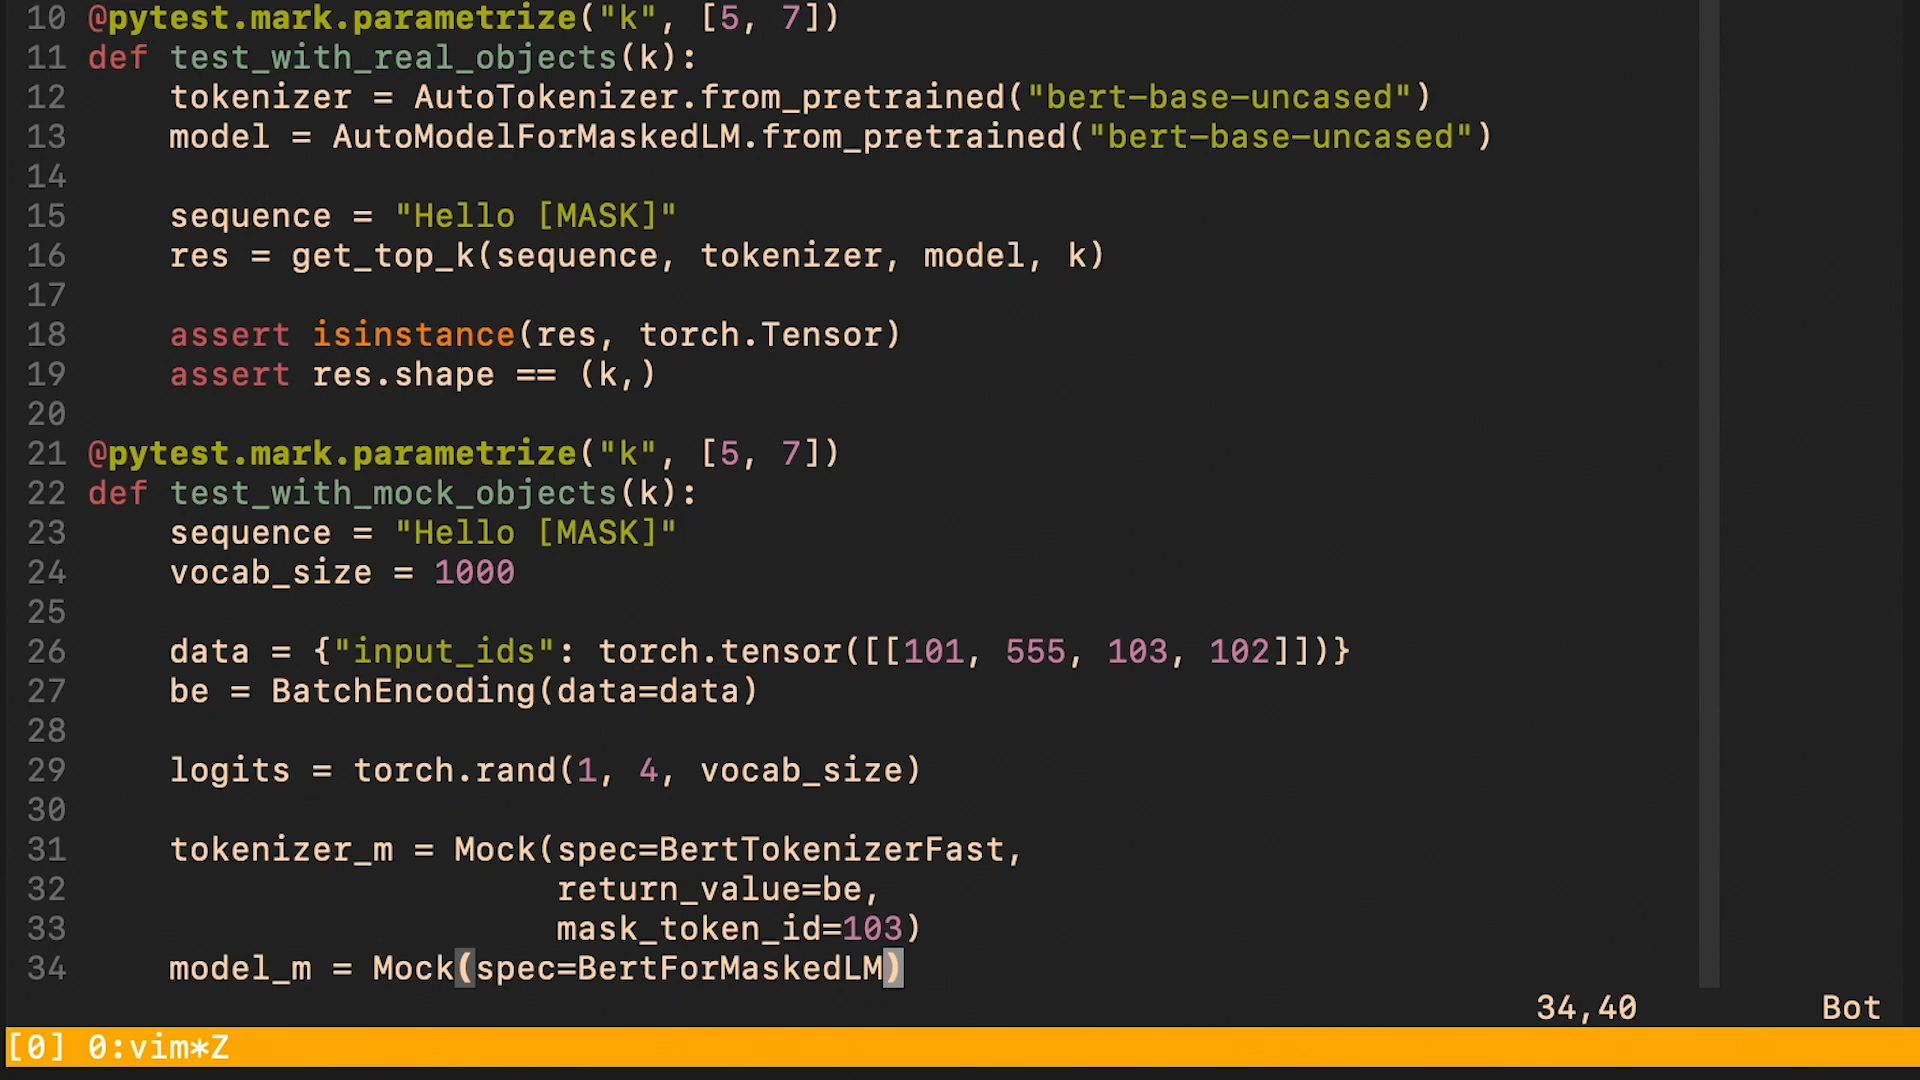 10 @pytest.mark.parametrize("k", [5, 7])
11 def test_with_real_objects(k):
12     tokenizer = AutoTokenizer.from_pretrained("bert-base-uncased")
13     model = AutoModelForMaskedLM.from_pretrained("bert-base-uncased")
14
15     sequence = "Hello [MASK]"
16     res = get_top_k(sequence, tokenizer, model, k)
17
18     assert isinstance(res, torch.Tensor)
19     assert res.shape == (k,)
20
21 @pytest.mark.parametrize("k", [5, 7])
22 def test_with_mock_objects(k):
23     sequence = "Hello [MASK]"
24     vocab_size = 1000
25
26     data = {"input_ids": torch.tensor([[101, 555, 103, 102]])}
27     be = BatchEncoding(data=data)
28
29     logits = torch.rand(1, 4, vocab_size)
30
31     tokenizer_m = Mock(spec=BertTokenizerFast,
32                        return_value=be,
33                        mask_token_id=103)
34     model_m = Mock(spec=BertForMaskedLM)
34,40 Bot
[0] 0:vim*Z